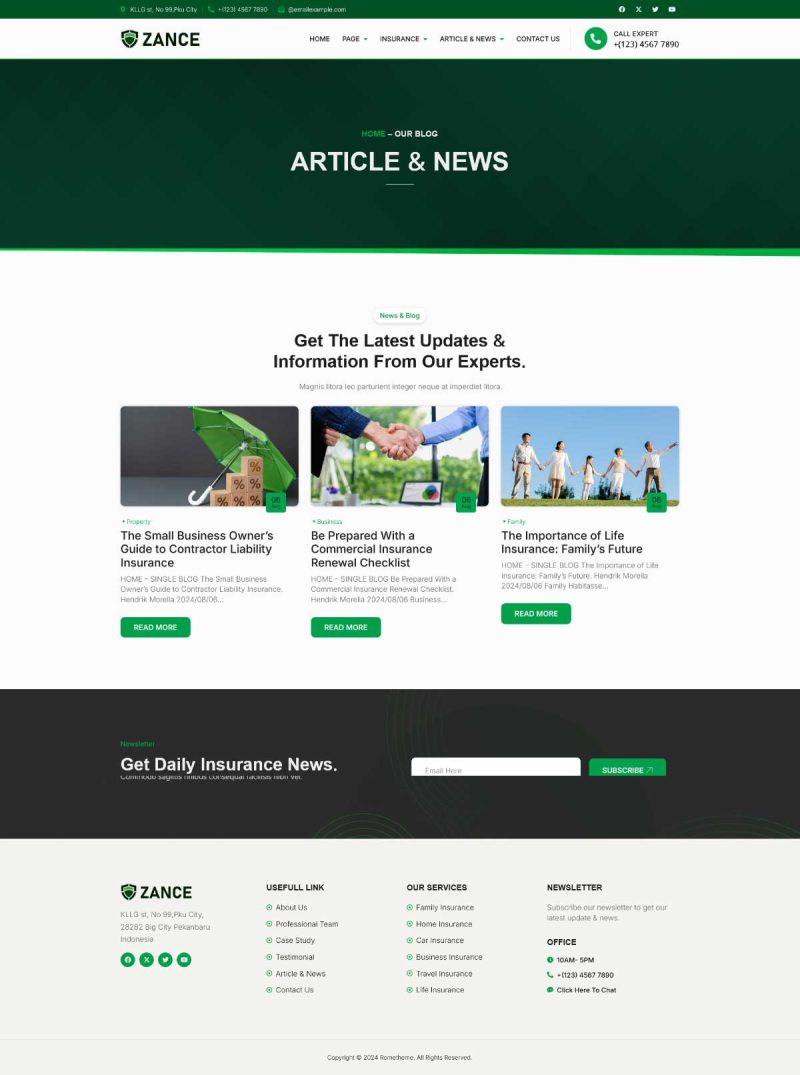 KLLG st, No 99,Pku City
+(123) 4567 7890
@emailexample.com
ZANCE
HOME
PAGE
INSURANCE
ARTICLE & NEWS
CONTACT US
CALL EXPERT
+(123) 4567 7890
HOME – OUR BLOG
ARTICLE & NEWS
News & Blog
Get The Latest Updates &
Information From Our Experts.
Magnis litora leo parturient integer neque at imperdiet litora.
%
% %
% % %
06
Aug
06
Aug
06
Aug
Property
The Small Business Owner's
Guide to Contractor Liability
Insurance
HOME – SINGLE BLOG The Small Business
Owner's Guide to Contractor Liability Insurance.
Hendrik Morella 2024/08/06...
READ MORE
Business
Be Prepared With a
Commercial Insurance
Renewal Checklist
HOME – SINGLE BLOG Be Prepared With a
Commercial Insurance Renewal Checklist.
Hendrik Morella 2024/08/06 Business...
READ MORE
Family
The Importance of Life
Insurance: Family's Future
HOME – SINGLE BLOG The Importance of Life
Insurance: Family's Future. Hendrik Morella
2024/08/06 Family Habitasse...
READ MORE
Newsletter
Get Daily Insurance News.
Commodo sagittis finibus consequat facilisis nibh vel.
Email Here
SUBSCRIBE
ZANCE
KLLG st, No 99,Pku City,
28282 Big City Pekanbaru
Indonesia
USEFULL LINK
About Us
Professional Team
Case Study
Testimonial
Article & News
Contact Us
OUR SERVICES
Family Insurance
Home Insurance
Car Insurance
Business Insurance
Travel Insurance
Life Insurance
NEWSLETTER
Subscribe our newsletter to get our
latest update & news.
OFFICE
10AM- 5PM
+(123) 4567 7890
Click Here To Chat
Copyright © 2024 Rometheme. All Rights Reserved.